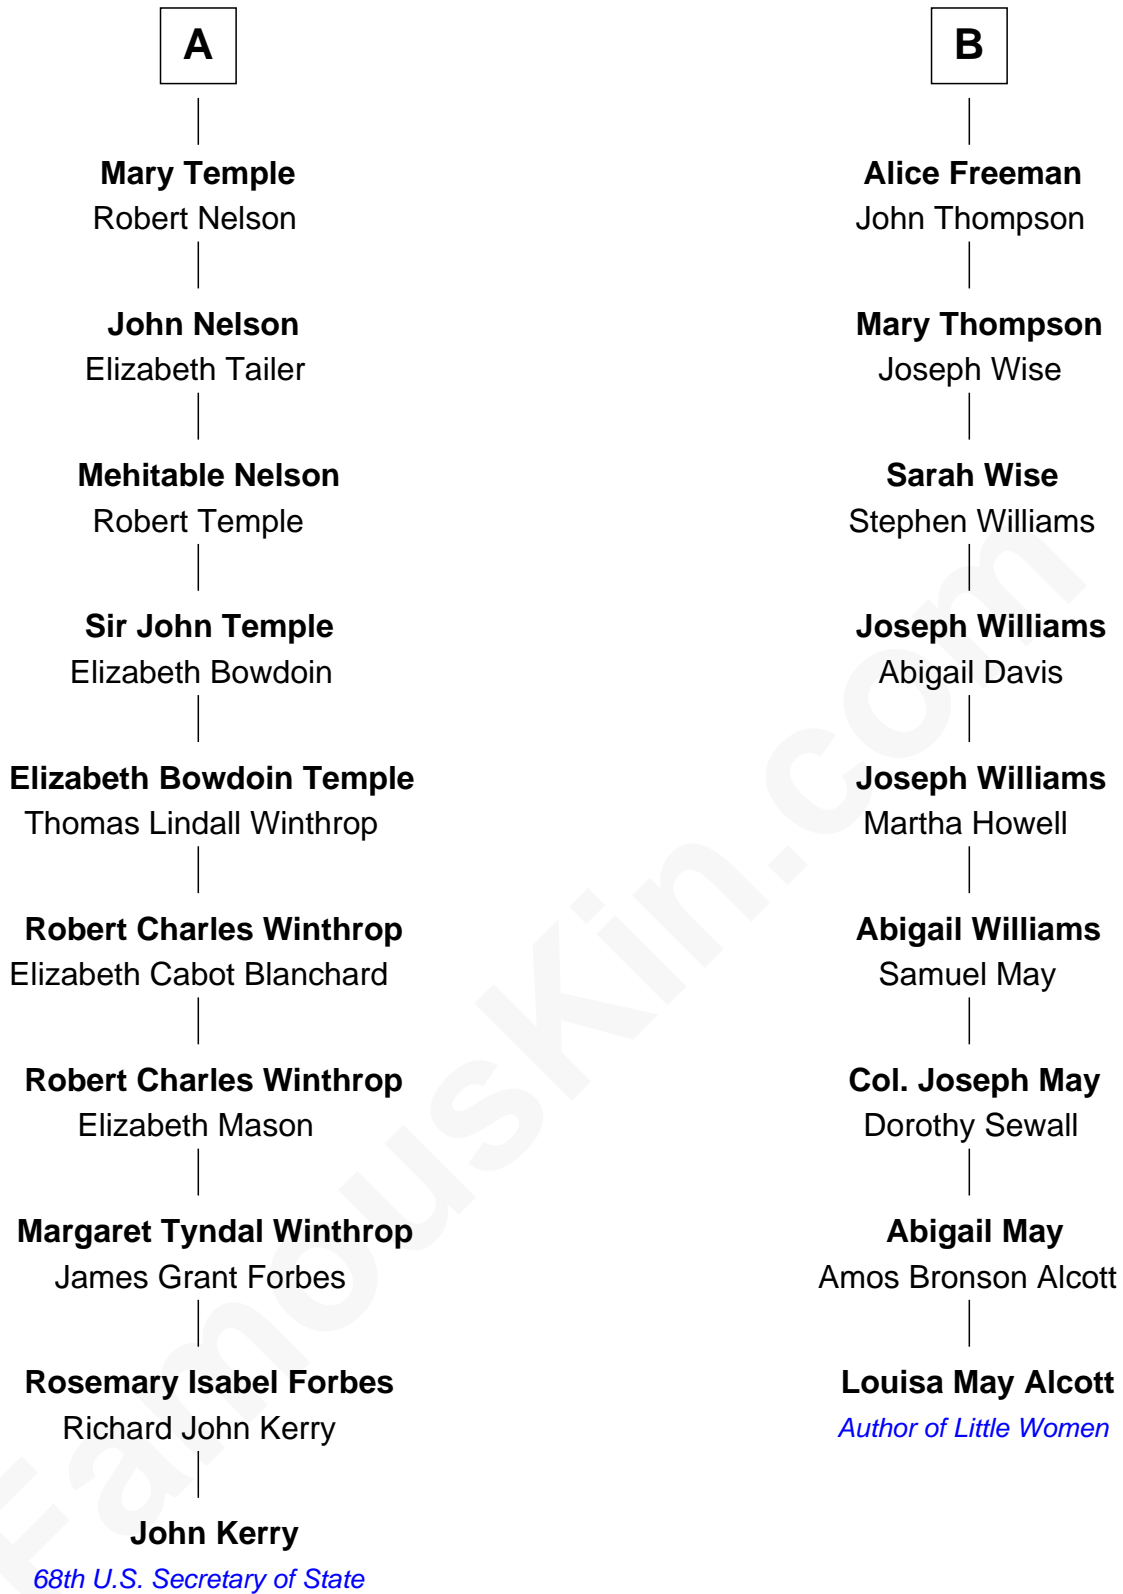 A
Mary Temple
Robert Nelson
John Nelson
Elizabeth Tailer
Mehitable Nelson
Robert Temple
Sir John Temple
Elizabeth Bowdoin
Elizabeth Bowdoin Temple
Thomas Lindall Winthrop
Robert Charles Winthrop
Elizabeth Cabot Blanchard
Robert Charles Winthrop
Elizabeth Mason
Margaret Tyndal Winthrop
James Grant Forbes
Rosemary Isabel Forbes
Richard John Kerry
John Kerry
68th U.S. Secretary of State
B
Alice Freeman
John Thompson
Mary Thompson
Joseph Wise
Sarah Wise
Stephen Williams
Joseph Williams
Abigail Davis
Joseph Williams
Martha Howell
Abigail Williams
Samuel May
Col. Joseph May
Dorothy Sewall
Abigail May
Amos Bronson Alcott
Louisa May Alcott
Author of Little Women
FamousKin.com